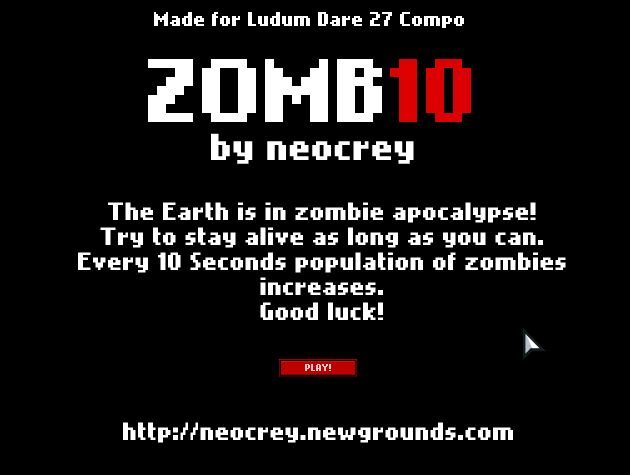 Made for Ludum Dare 27 Compo
ZOMB10
by neocrey
The Earth is in zombie apocalypse!
Try to stay alive as long as you can.
Every 10 Seconds population of zombies
increases.
Good luck!
PLAY!
http://neocrey.newgrounds.com